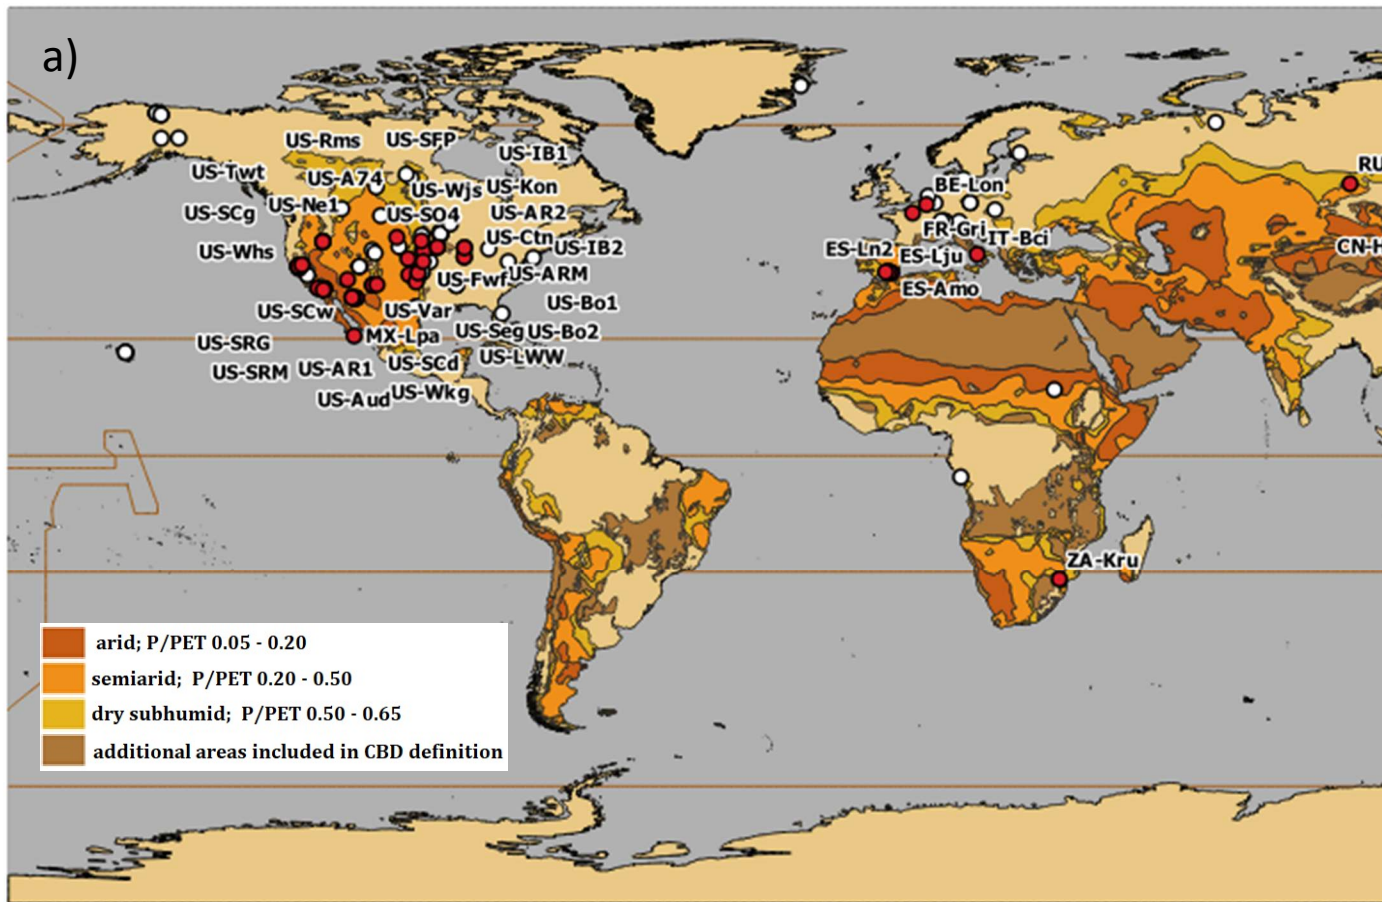 a)
US-Rms
US-SFP
US-IB1
US-Twt
US-A74
US-Wjs
US-Kon
US-Ne1
US-SO4
US-SCg
US-AR2
US-Ctn
US-Whs
US-IB2
US-Fwf
US-ARM
US-Bo1
US-SCw
US-Var
US-Seg
US-Bo2
US-SRG
MX-Lpa
US-LWW
US-SRM
US-AR1
US-SCd
US-Aud
US-Wkg
RU
BE-Lon
FR-Gri
IT-Bci
ES-Ln2
ES-Lju
CN-H
ES-Amo
ZA-Kru
arid; P/PET 0.05 - 0.20
semiarid; P/PET 0.20 - 0.50
dry subhumid; P/PET 0.50 - 0.65
additional areas included in CBD definition